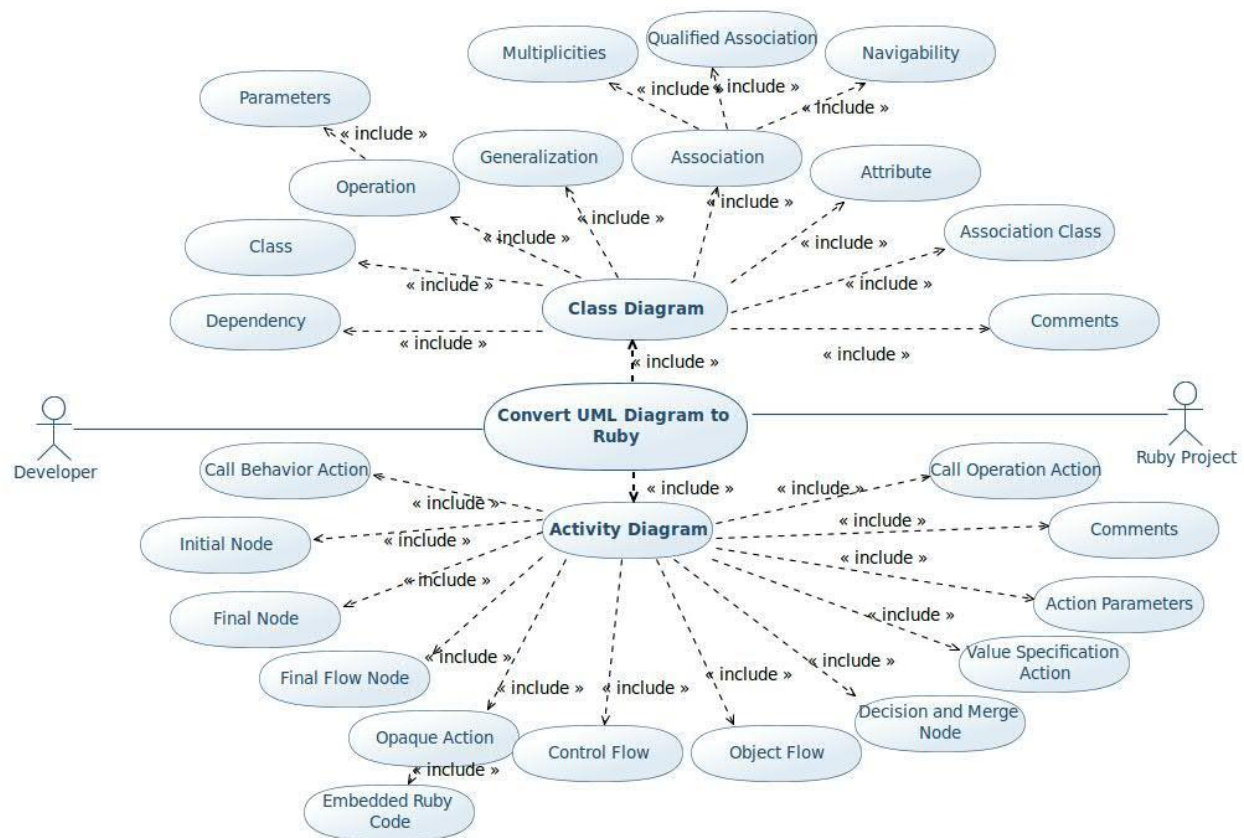 Qualified Association
Multiplicities
Navigability
« include »
« include »
« include »
Parameters
« include »
Generalization
Association
Attribute
Operation
« include »
« include »
« include »
« include »
Class
Association Class
« include »
« include »
Class Diagram
Dependency
Comments
« include »
« include »
« include »
Convert UML Diagram to
Ruby
Developer
Ruby Project
Call Behavior Action
« include »
« include »
Call Operation Action
« include »
« include »
Activity Diagram
Comments
Initial Node
« include »
« include »
« include »
Action Parameters
Final Node
« include »
Value Specification
Action
Final Flow Node
« include »
« include »
« include »
« include »
« include »
Decision and Merge
Node
Opaque Action
Control Flow
Object Flow
« include »
Embedded Ruby
Code